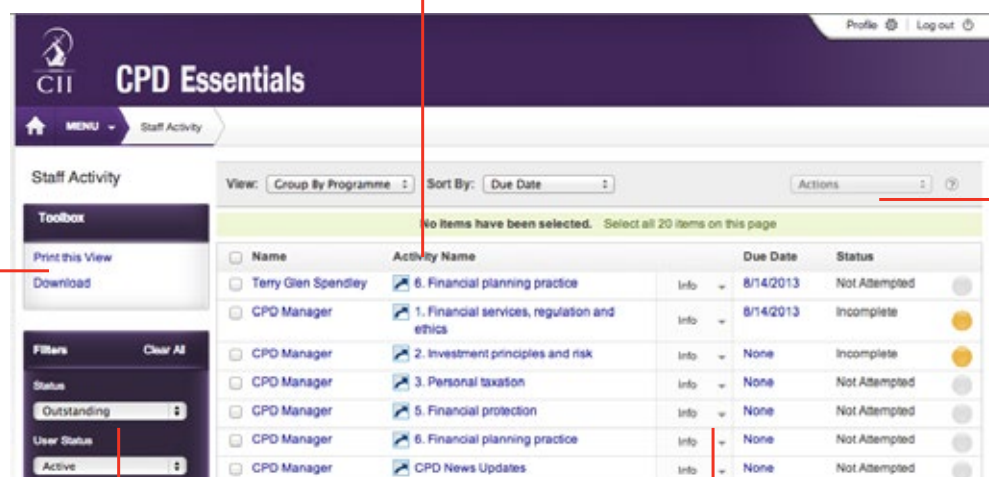 Profile | Log out
CII CPD Essentials
MENU Staff Activity
Staff Activity
View: Group By Programme Sort By: Due Date Actions ?
Toolbox
No items have been selected. Select all 20 items on this page
Print this View
Download
Name Activity Name Due Date Status
Terry Glen Spendley 6. Financial planning practice Info 8/14/2013 Not Attempted
CPD Manager 1. Financial services, regulation and Info 8/14/2013 Incomplete
ethics
Filters Clear All
CPD Manager 2. Investment principles and risk Info None Incomplete
Status
CPD Manager 3. Personal taxation Info None Not Attempted
Outstanding
CPD Manager 5. Financial protection Info None Not Attempted
User Status
CPD Manager 6. Financial planning practice Info None Not Attempted
Active
CPD Manager CPD News Updates Info None Not Attempted